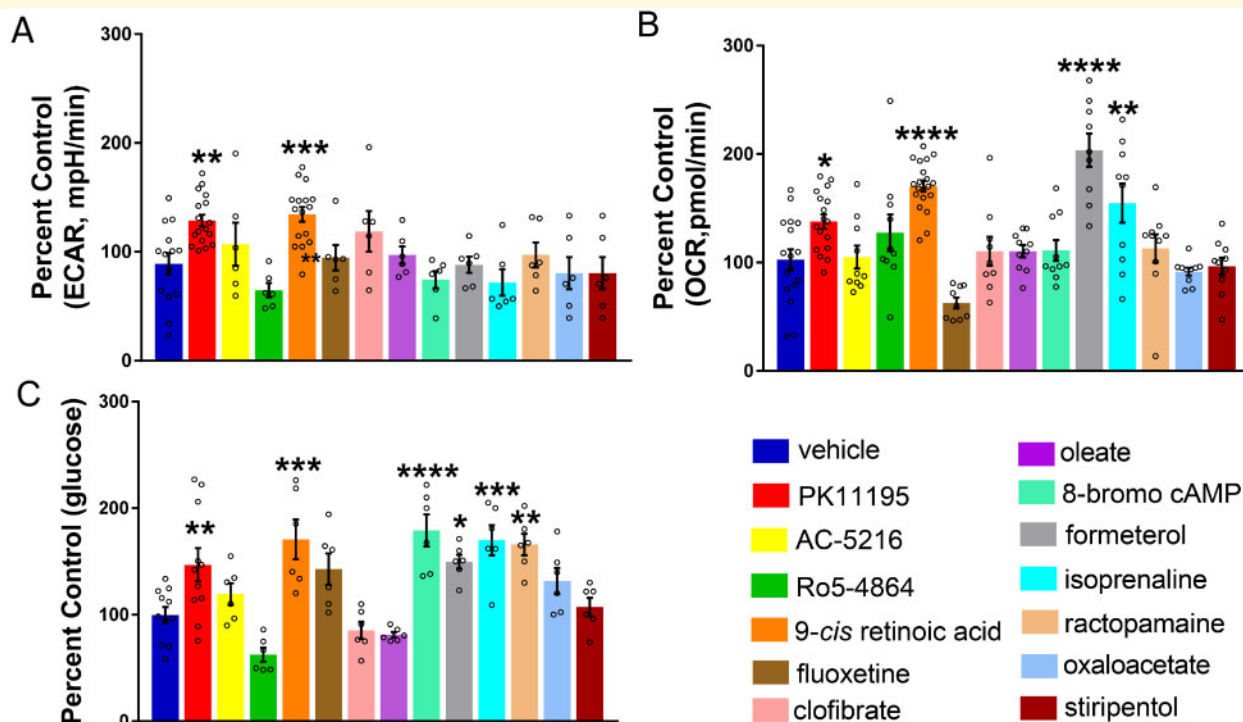 A
Percent Control
(ECAR, mpH/min)
300
200
100
0
**
***
**
B
Percent Control
(OCR,pmol/min)
300
200
100
0
*
****
****
**
C
Percent Control (glucose)
300
200
100
0
**
***
****
*
***
**
vehicle
PK11195
AC-5216
Ro5-4864
9-cis retinoic acid
fluoxetine
clofibrate
oleate
8-bromo cAMP
formeterol
isoprenaline
ractopamaine
oxaloacetate
stiripentol